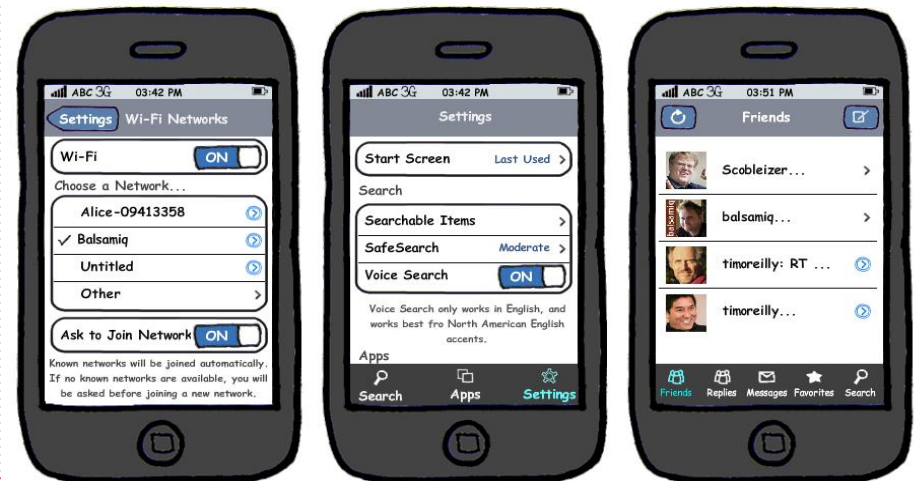 ABC 3G 03:42 PM
Settings Wi-Fi Networks
Wi-Fi ON
Choose a Network...
Alice-09413358
Balsamiq
Untitled
Other
Ask to Join Network ON
Known networks will be joined automatically.
If no known networks are available, you will
be asked before joining a new network.
ABC 3G 03:42 PM
Settings
Start Screen Last Used
Search
Searchable Items
SafeSearch Moderate
Voice Search ON
Voice Search only works in English, and
works best fro North American English
accents.
Apps
Search Apps Settings
ABC 3G 03:51 PM
Friends
Scobleizer...
balsamiq
balsamiq...
timoreilly: RT ...
timoreilly...
Friends Replies Messages Favorites Search